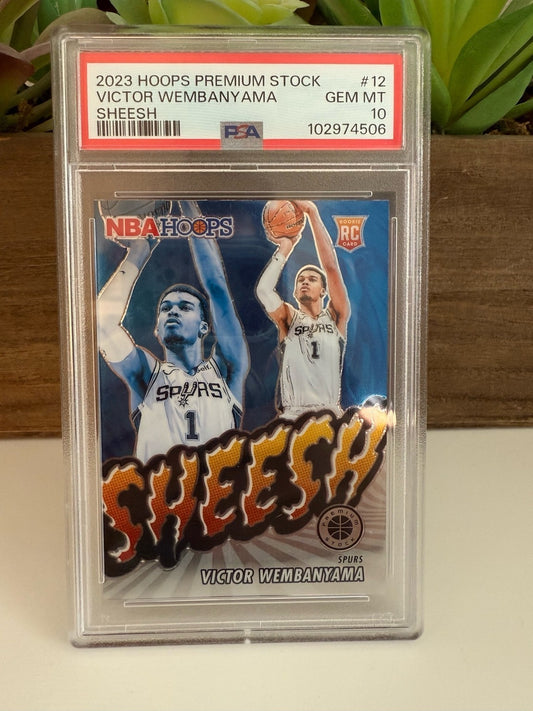 2023 HOOPS PREMIUM STOCK #12
VICTOR WEMBANYAMA GEM MT
SHEESH 10
PSA 102974506
NBA HOOPS
ROOKIE
RC
CARD
SPURS
1
SPURS
1
SHEESH
PREMIUM
STOCK
SPURS
VICTOR WEMBANYAMA